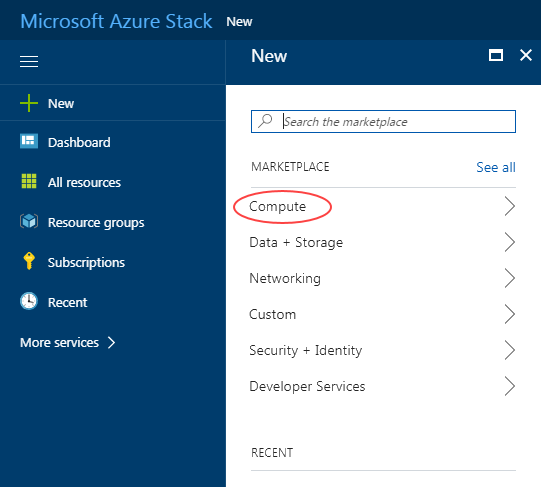 Microsoft Azure Stack New
New
New
Dashboard
All resources
Resource groups
Subscriptions
Recent
More services
Search the marketplace
MARKETPLACE See all
Compute
Data + Storage
Networking
Custom
Security + Identity
Developer Services
RECENT